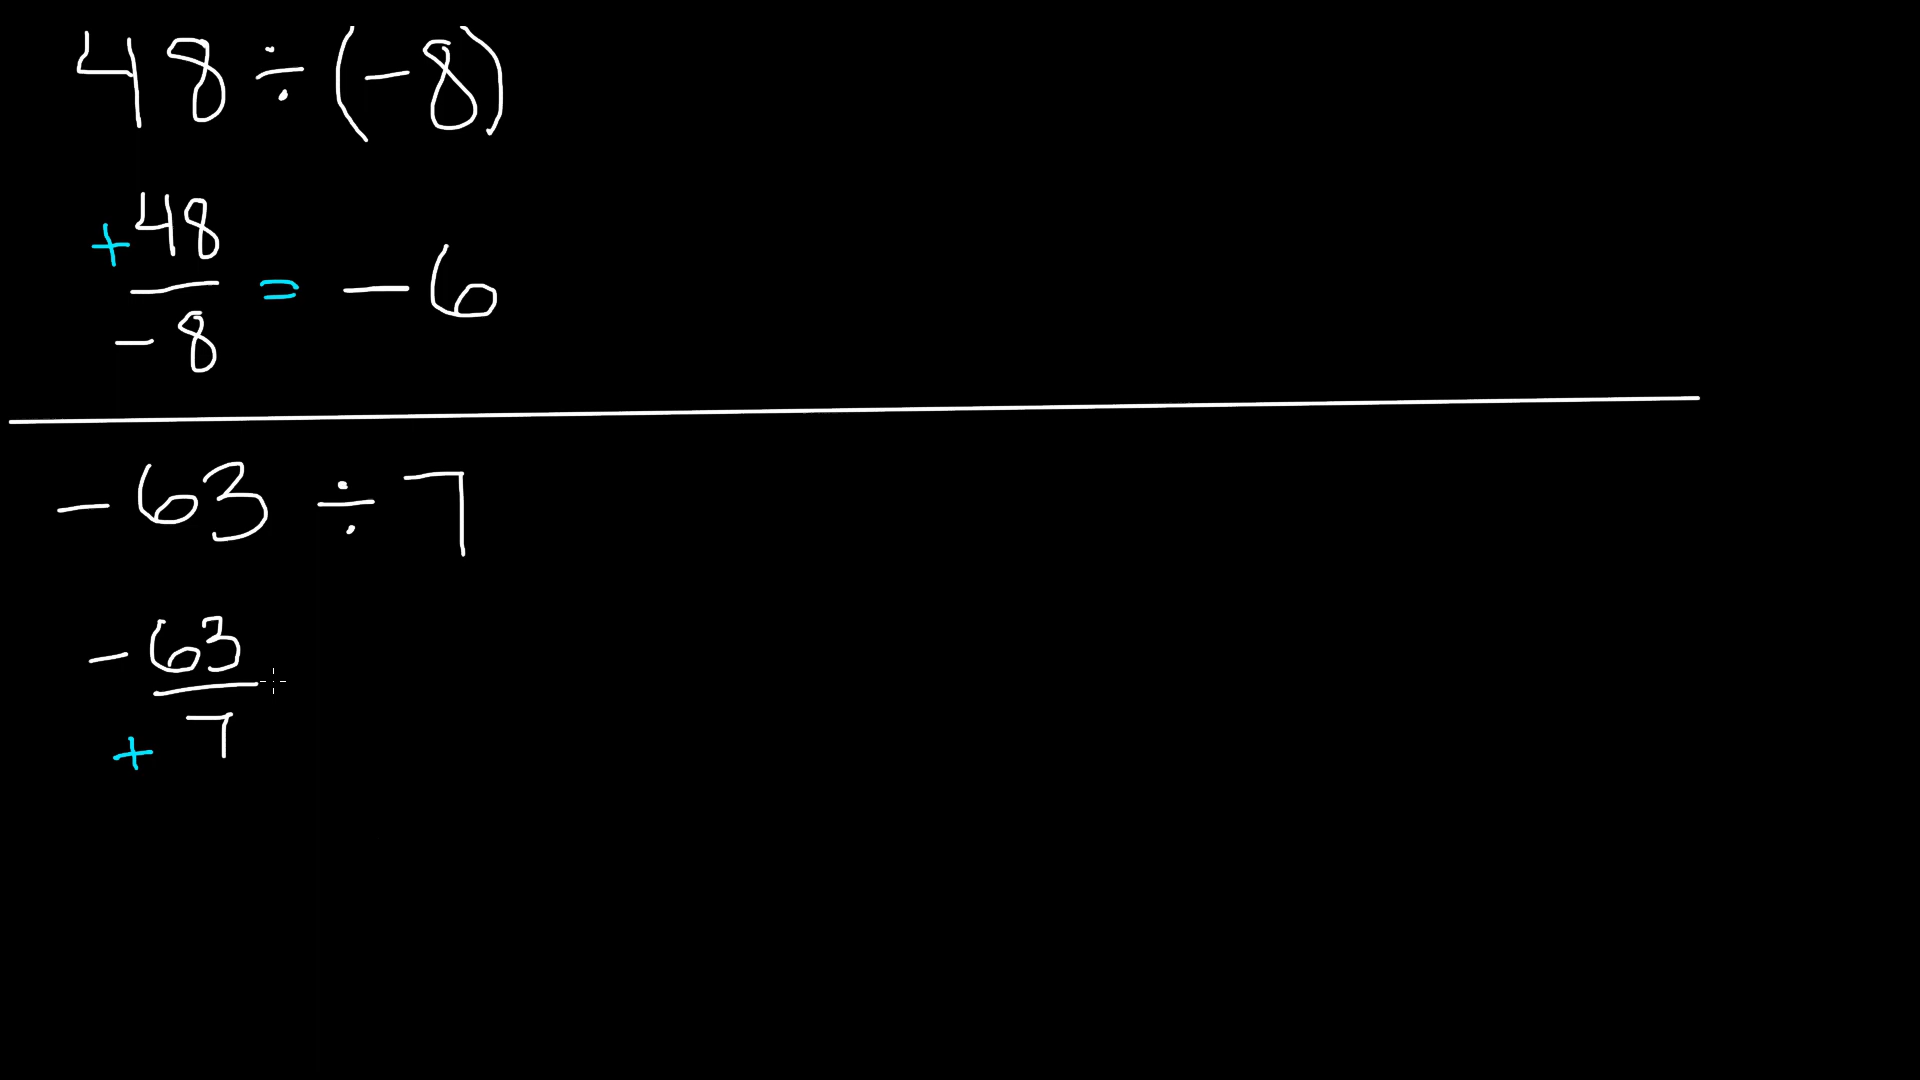 48 ÷ (-8)
+48
— = -6
-8
-63 ÷ 7
-63
—
+ 7